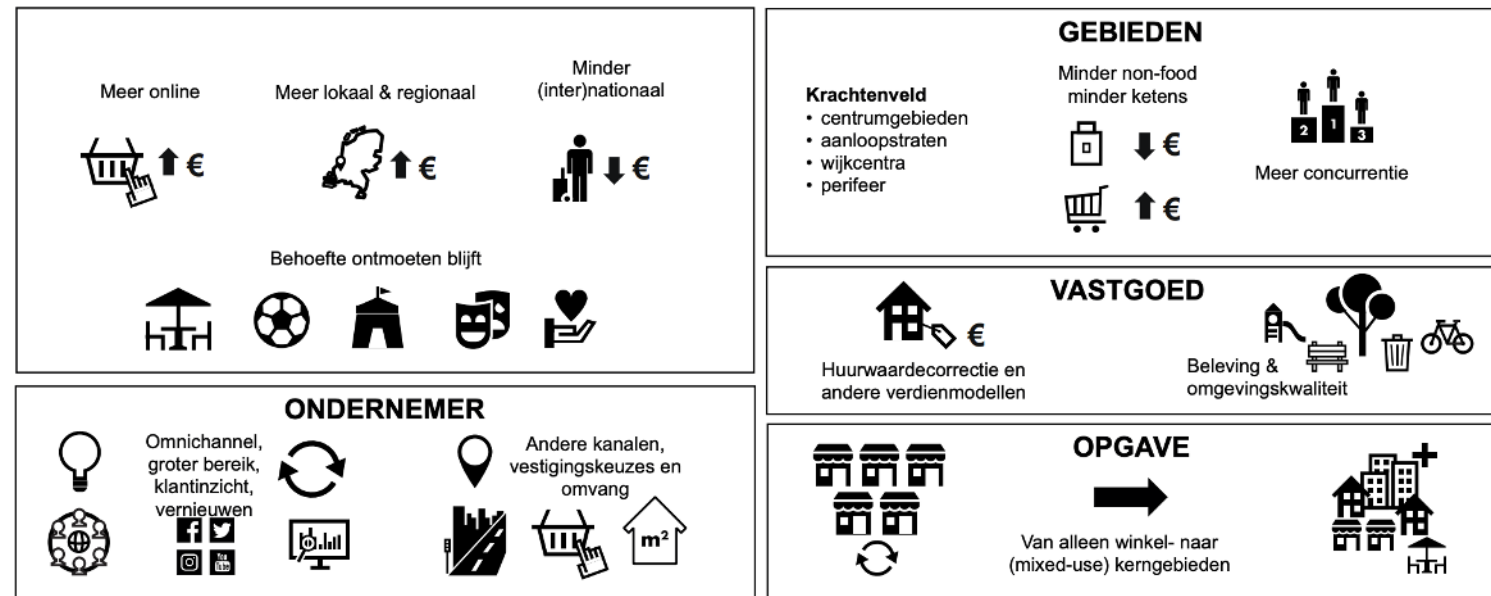 Meer online
Meer lokaal & regionaal
Minder
(inter)nationaal
€
€
€
Behoefte ontmoeten blijft
GEBIEDEN
Krachtenveld
• centrumgebieden
• aanloopstraten
• wijkcentra
• perifeer
Minder non-food
minder ketens
€
€
2 1 3
Meer concurrentie
VASTGOED
€
Huurwaardecorrectie en
andere verdienmodellen
Beleving &
omgevingskwaliteit
ONDERNEMER
Omnichannel,
groter bereik,
klantinzicht,
vernieuwen
You
Tube
Andere kanalen,
vestigingskeuzes en
omvang
m²
OPGAVE
Van alleen winkel- naar
(mixed-use) kerngebieden